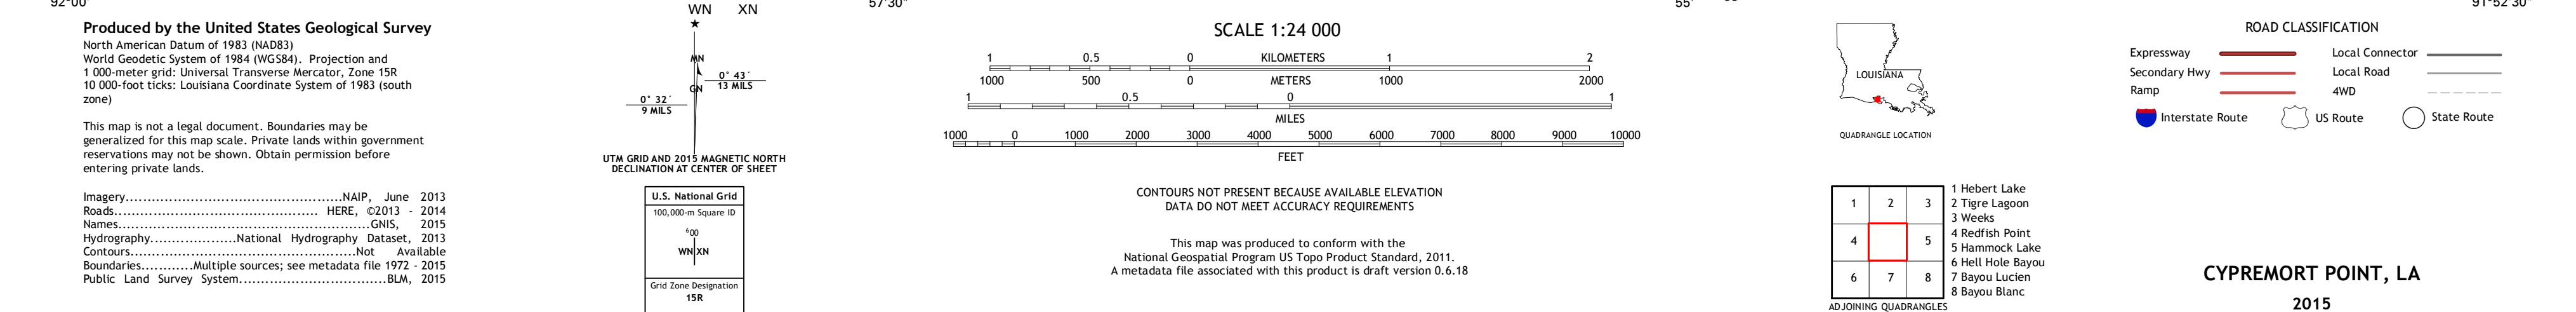 92°00'
Produced by the United States Geological Survey
North American Datum of 1983 (NAD83)
World Geodetic System of 1984 (WGS84). Projection and
1 000-meter grid: Universal Transverse Mercator, Zone 15R
10 000-foot ticks: Louisiana Coordinate System of 1983 (south
zone)
This map is not a legal document. Boundaries may be
generalized for this map scale. Private lands within government
reservations may not be shown. Obtain permission before
entering private lands.
Imagery..........................................NAIP, June 2013
Roads......................................... HERE, ©2013 - 2014
Names................................................GNIS, 2015
Hydrography....................National Hydrography Dataset, 2013
Contours.............................................Not Available
Boundaries...........Multiple sources; see metadata file 1972 - 2015
Public Land Survey System.................................BLM, 2015
WN XN
MN
0° 43´
13 MILS
GN
0° 32´
9 MILS
UTM GRID AND 2015 MAGNETIC NORTH
DECLINATION AT CENTER OF SHEET
U.S. National Grid
100,000-m Square ID
⁶00
WN XN
Grid Zone Designation
15R
57'30"
SCALE 1:24 000
1 0.5 0 KILOMETERS 1 2
1000 500 0 METERS 1000 2000
1 0.5 0 1
MILES
1000 0 1000 2000 3000 4000 5000 6000 7000 8000 9000 10000
FEET
CONTOURS NOT PRESENT BECAUSE AVAILABLE ELEVATION
DATA DO NOT MEET ACCURACY REQUIREMENTS
This map was produced to conform with the
National Geospatial Program US Topo Product Standard, 2011.
A metadata file associated with this product is draft version 0.6.18
55'
LOUISIANA
QUADRANGLE LOCATION
1 2 3
4 5
6 7 8
ADJOINING QUADRANGLES
1 Hebert Lake
2 Tigre Lagoon
3 Weeks
4 Redfish Point
5 Hammock Lake
6 Hell Hole Bayou
7 Bayou Lucien
8 Bayou Blanc
91°52'30"
ROAD CLASSIFICATION
Expressway Local Connector
Secondary Hwy Local Road
Ramp 4WD
Interstate Route US Route State Route
CYPREMORT POINT, LA
2015